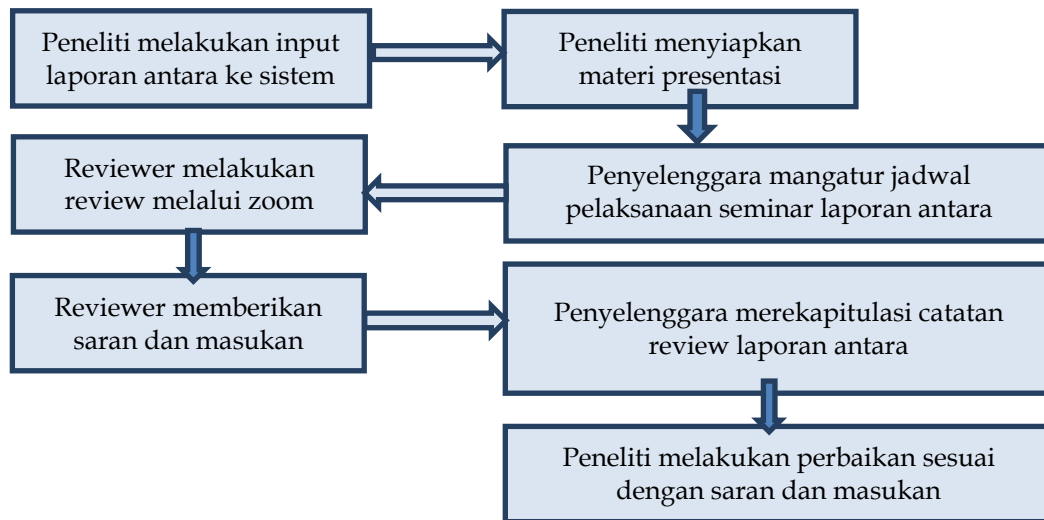 Peneliti melakukan input
laporan antara ke sistem
Peneliti menyiapkan
materi presentasi
Penyelenggara mangatur jadwal
pelaksanaan seminar laporan antara
Reviewer melakukan
review melalui zoom
Reviewer memberikan
saran dan masukan
Penyelenggara merekapitulasi catatan
review laporan antara
Peneliti melakukan perbaikan sesuai
dengan saran dan masukan